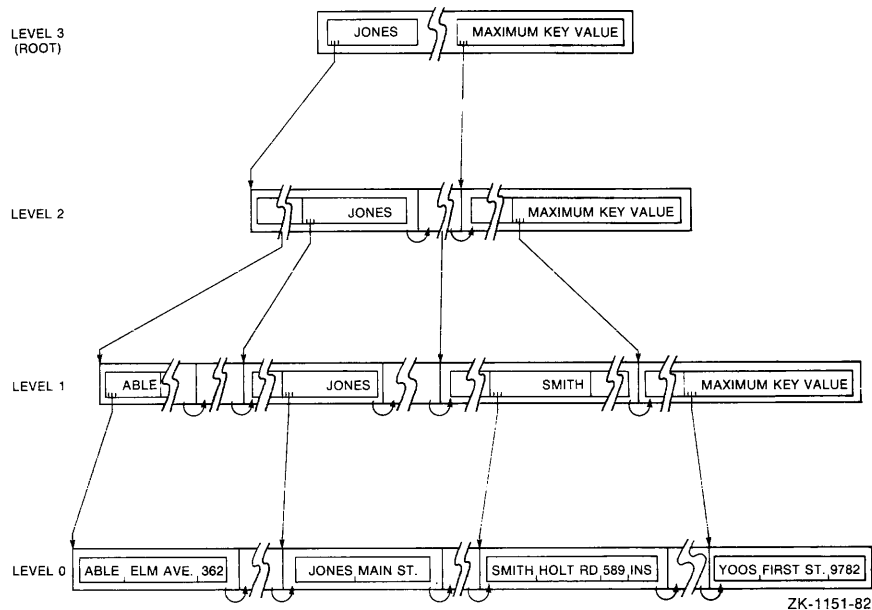 LEVEL 3
(ROOT)
JONES
MAXIMUM KEY VALUE
LEVEL 2
JONES
MAXIMUM KEY VALUE
LEVEL 1
ABLE
JONES
SMITH
MAXIMUM KEY VALUE
LEVEL 0
ABLE ELM AVE. 362
JONES MAIN ST.
SMITH HOLT RD 589 INS
YOOS FIRST ST. 9782
ZK-1151-82